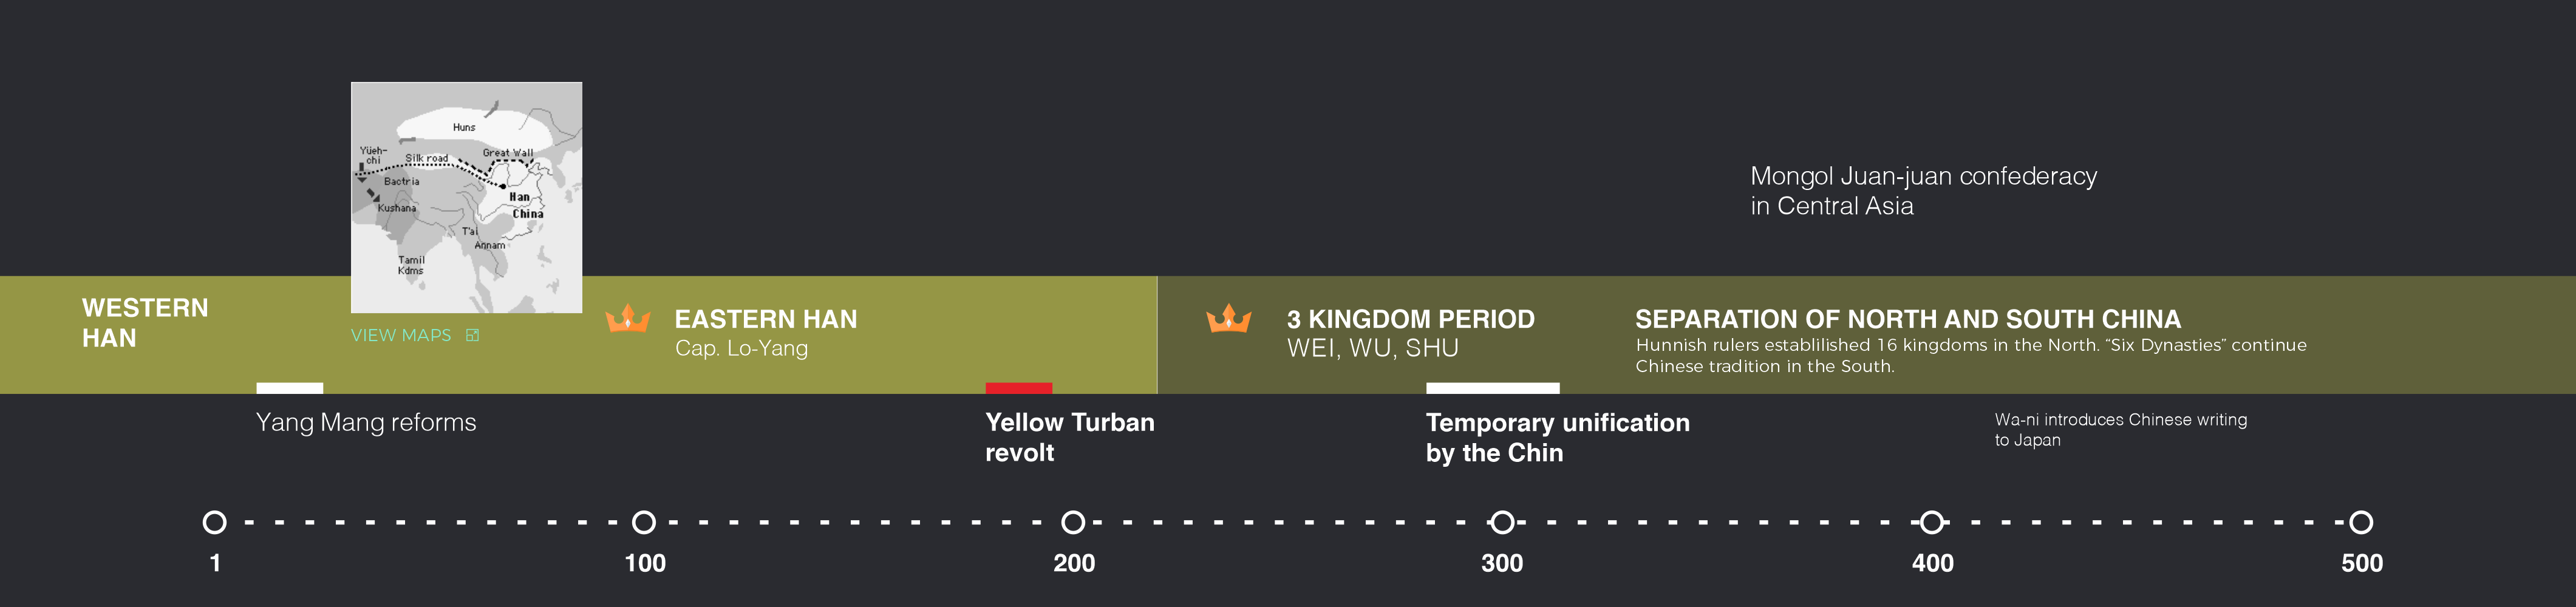 Huns
Yüeh-
chi
Silk road
Great Wall
Bactria
Han
China
Kushana
T'ai
Annam
Tamil
Kdms
Mongol Juan-juan confederacy
in Central Asia
WESTERN
HAN
VIEW MAPS
EASTERN HAN
Cap. Lo-Yang
3 KINGDOM PERIOD
WEI, WU, SHU
SEPARATION OF NORTH AND SOUTH CHINA
Hunnish rulers establilished 16 kingdoms in the North. “Six Dynasties” continue
Chinese tradition in the South.
Yang Mang reforms
Yellow Turban
revolt
Temporary unification
by the Chin
Wa-ni introduces Chinese writing
to Japan
1
100
200
300
400
500